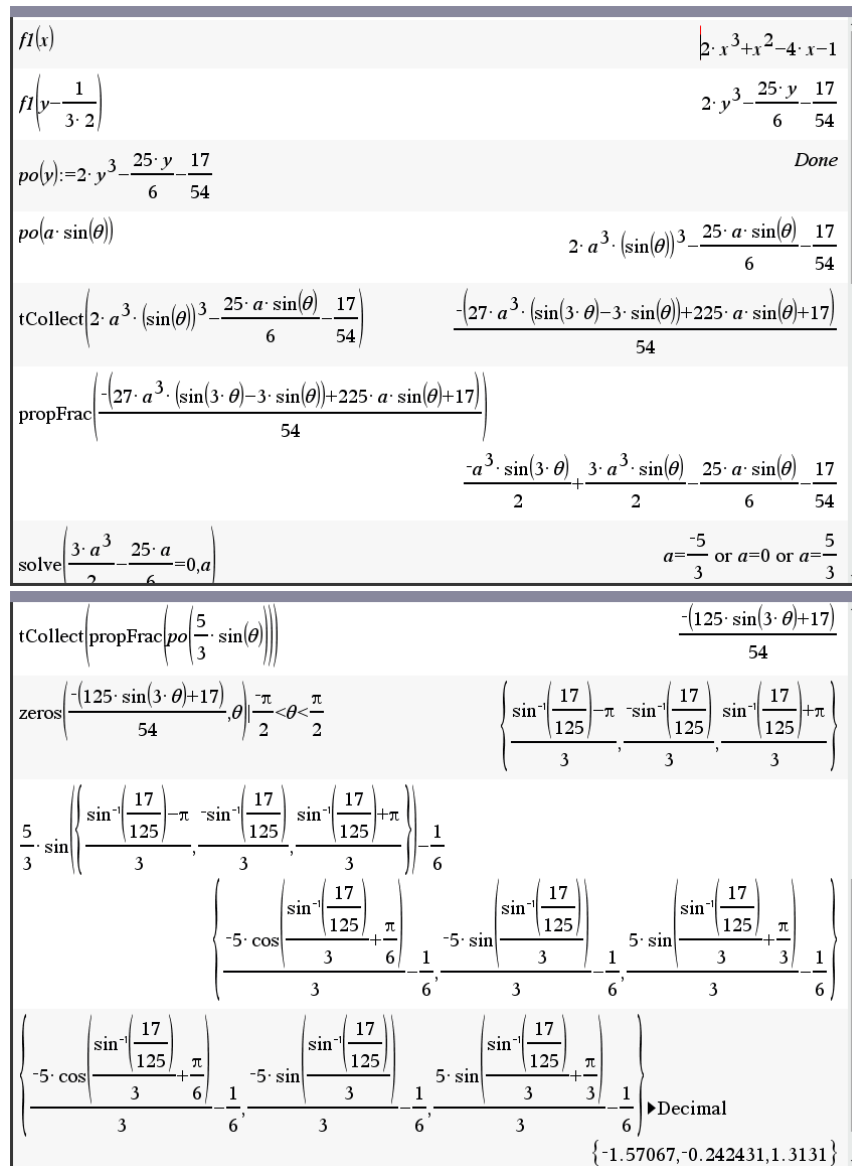 f1(x) 2·x^3+x^2−4·x−1
f1(y−1/(3·2)) 2·y^3−25·y/6−17/54
po(y):=2·y^3−25·y/6−17/54 Done
po(a·sin(θ)) 2·a^3·(sin(θ))^3−25·a·sin(θ)/6−17/54
tCollect(2·a^3·(sin(θ))^3−25·a·sin(θ)/6−17/54) -(27·a^3·(sin(3·θ)−3·sin(θ))+225·a·sin(θ)+17)/54
propFrac(-(27·a^3·(sin(3·θ)−3·sin(θ))+225·a·sin(θ)+17)/54)
-a^3·sin(3·θ)/2+3·a^3·sin(θ)/2−25·a·sin(θ)/6−17/54
solve(3·a^3/2−25·a/6=0,a) a=-5/3 or a=0 or a=5/3
tCollect(propFrac(po(5/3·sin(θ)))) -(125·sin(3·θ)+17)/54
zeros(-(125·sin(3·θ)+17)/54,θ)|-π/2<θ<π/2 {(sin⁻¹(17/125)−π)/3,-sin⁻¹(17/125)/3,(sin⁻¹(17/125)+π)/3}
5/3·sin({(sin⁻¹(17/125)−π)/3,-sin⁻¹(17/125)/3,(sin⁻¹(17/125)+π)/3})−1/6
{-5·cos(sin⁻¹(17/125)/3+π/6)/3−1/6,-5·sin(sin⁻¹(17/125)/3)/3−1/6,5·sin(sin⁻¹(17/125)/3+π/3)/3−1/6}
{-5·cos(sin⁻¹(17/125)/3+π/6)/3−1/6,-5·sin(sin⁻¹(17/125)/3)/3−1/6,5·sin(sin⁻¹(17/125)/3+π/3)/3−1/6}▶Decimal
{-1.57067,-0.242431,1.3131}